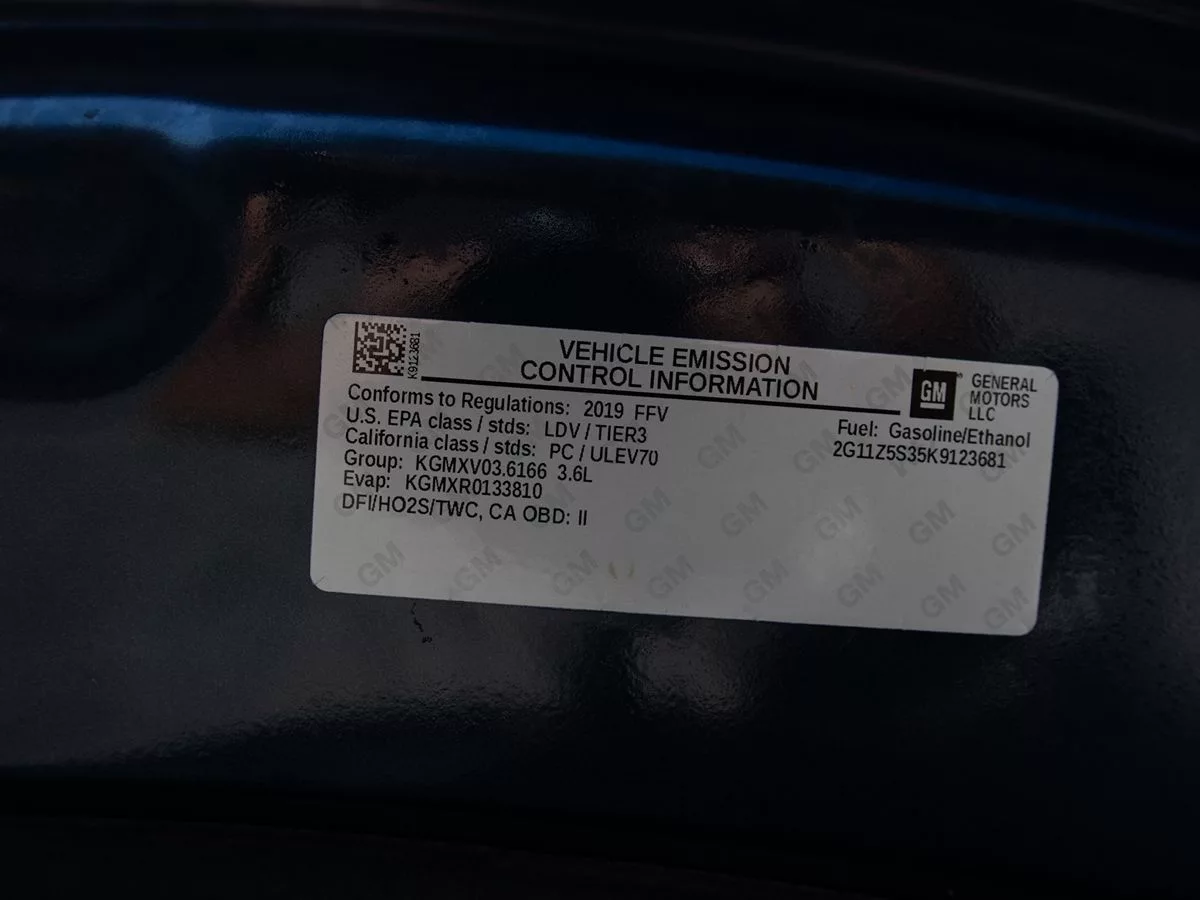 K9123681
VEHICLE EMISSION
CONTROL INFORMATION
GM
GENERAL
MOTORS
LLC
Conforms to Regulations: 2019 FFV
U.S. EPA class / stds: LDV / TIER3
California class / stds: PC / ULEV70
Group: KGMXV03.6166 3.6L
Evap: KGMXR0133810
DFI/HO2S/TWC, CA OBD: II
Fuel: Gasoline/Ethanol
2G11Z5S35K9123681